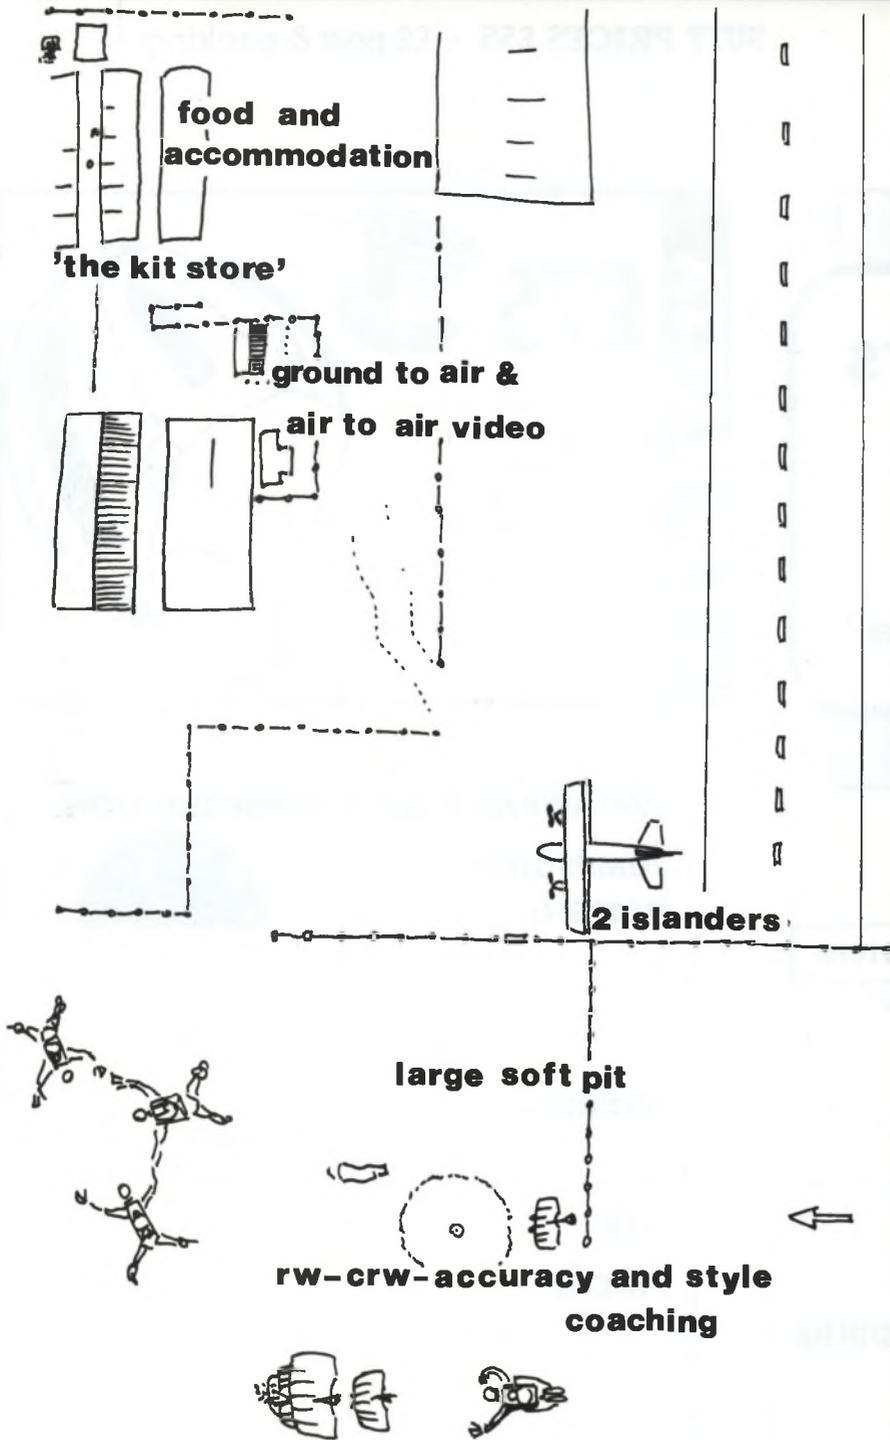 food and
accommodation
'the kit store'
ground to air &
air to air video
2 islanders
large soft pit
rw-crw-accuracy and style
coaching